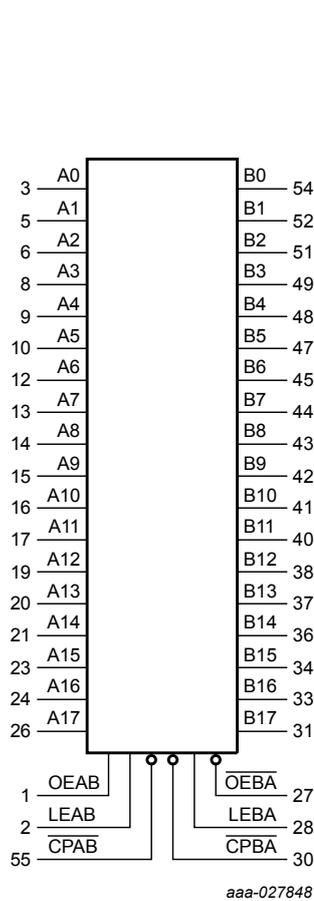 3 A0 B0 54
5 A1 B1 52
6 A2 B2 51
8 A3 B3 49
9 A4 B4 48
10 A5 B5 47
12 A6 B6 45
13 A7 B7 44
14 A8 B8 43
15 A9 B9 42
16 A10 B10 41
17 A11 B11 40
19 A12 B12 38
20 A13 B13 37
21 A14 B14 36
23 A15 B15 34
24 A16 B16 33
26 A17 B17 31
1 OEAB O̅E̅B̅A̅ 27
2 LEAB LEBA 28
55 C̅P̅A̅B̅ C̅P̅B̅A̅ 30
aaa-027848